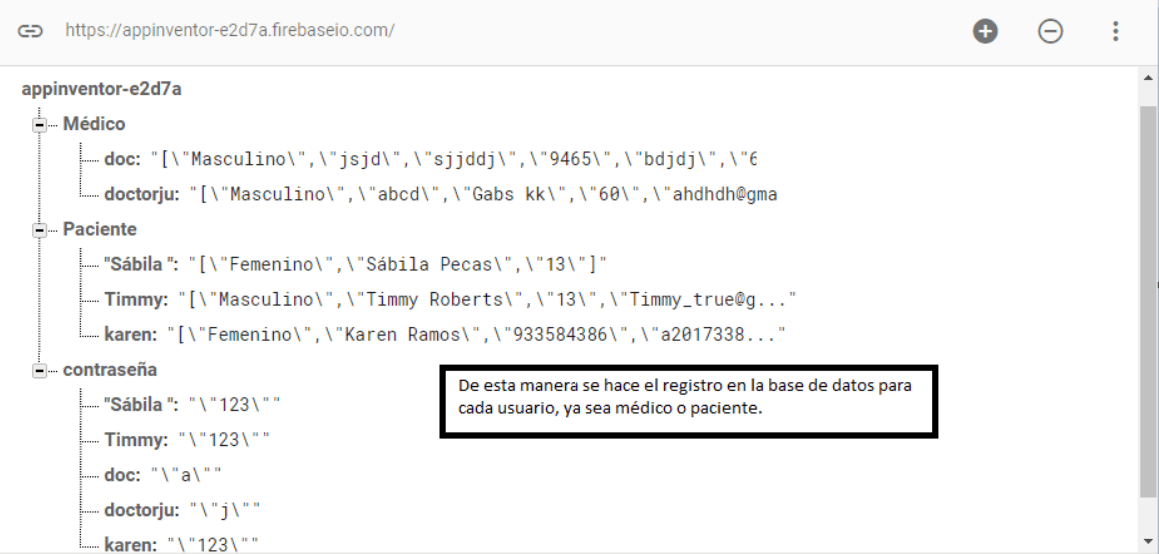 https://appinventor-e2d7a.firebaseio.com/
appinventor-e2d7a
Médico
doc: "[\"Masculino\",\"jsjd\",\"sjjddj\",\"9465\",\"bdjdj\",\"6
doctorju: "[\"Masculino\",\"abcd\",\"Gabs kk\",\"60\",\"ahdhdh@gma
Paciente
"Sábila ": "[\"Femenino\",\"Sábila Pecas\",\"13\"]"
Timmy: "[\"Masculino\",\"Timmy Roberts\",\"13\",\"Timmy_true@g..."
karen: "[\"Femenino\",\"Karen Ramos\",\"933584386\",\"a2017338..."
contraseña
"Sábila ": "\"123\""
Timmy: "\"123\""
doc: "\"a\""
doctorju: "\"j\""
karen: "\"123\""
De esta manera se hace el registro en la base de datos para
cada usuario, ya sea médico o paciente.